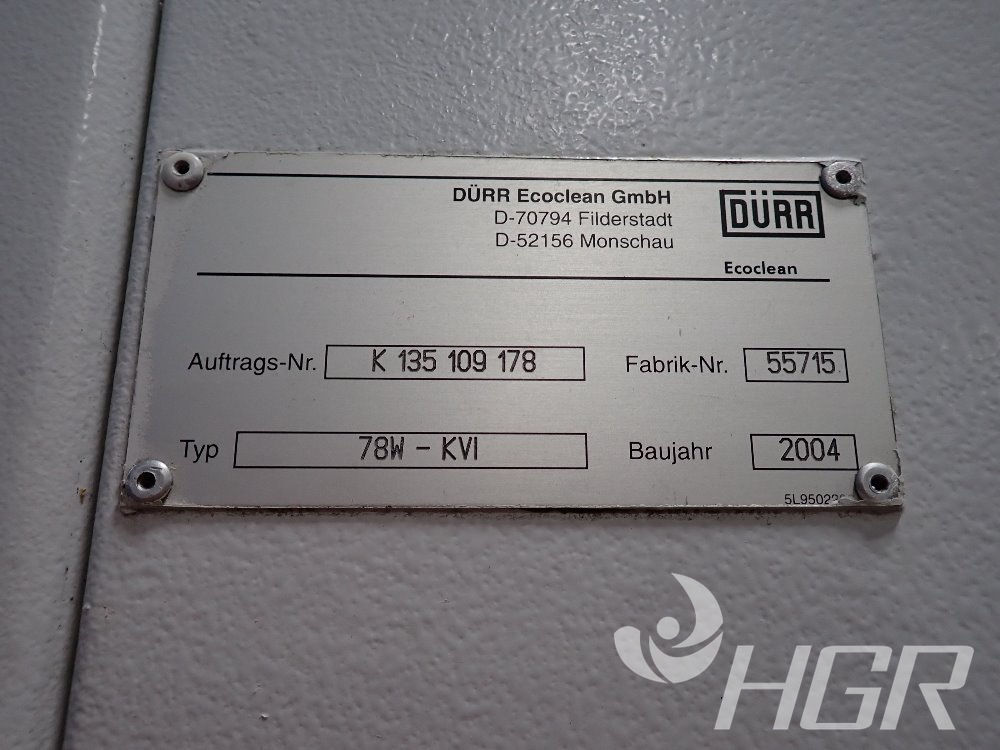 DÜRR Ecoclean GmbH
D-70794 Filderstadt
D-52156 Monschau
DÜRR
Ecoclean
Auftrags-Nr. K 135 109 178 Fabrik-Nr. 55715
Typ 78W - KVI Baujahr 2004
HGR